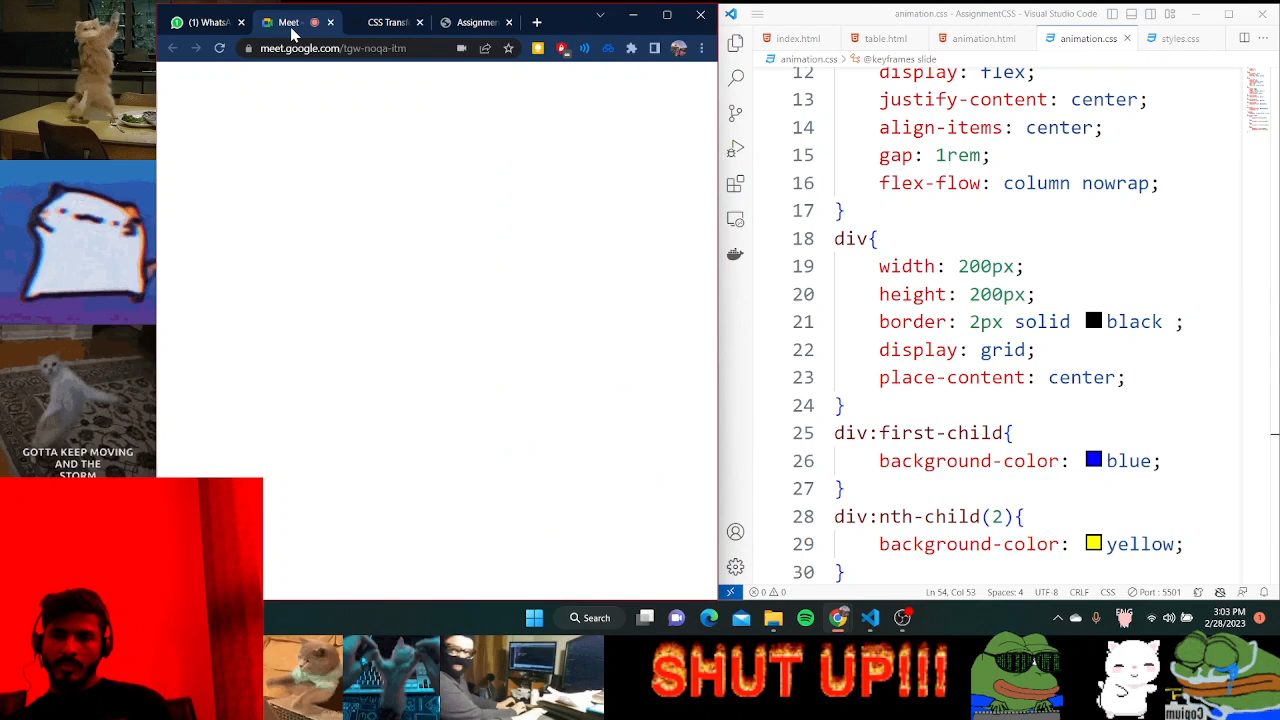 (1) WhatsA
Meet -
CSS Transf
Assignmen
animation.css - AssignmentCSS - Visual Studio Code
meet.google.com/tgw-noqa-itm
index.html
table.html
animation.html
animation.css
styles.css
animation.css > @keyframes slide
12 display: flex;
13 justify-content: center;
14 align-items: center;
15 gap: 1rem;
16 flex-flow: column nowrap;
17 }
18 div{
19 width: 200px;
20 height: 200px;
21 border: 2px solid black ;
22 display: grid;
23 place-content: center;
24 }
25 div:first-child{
26 background-color: blue;
27 }
28 div:nth-child(2){
29 background-color: yellow;
30 }
GOTTA KEEP MOVING
AND THE
STORM
0 0 Ln 54, Col 53 Spaces: 4 UTF-8 CRLF CSS Port : 5501
Search
ENG
3:03 PM
2/28/2023
1
SHUT UP!!!